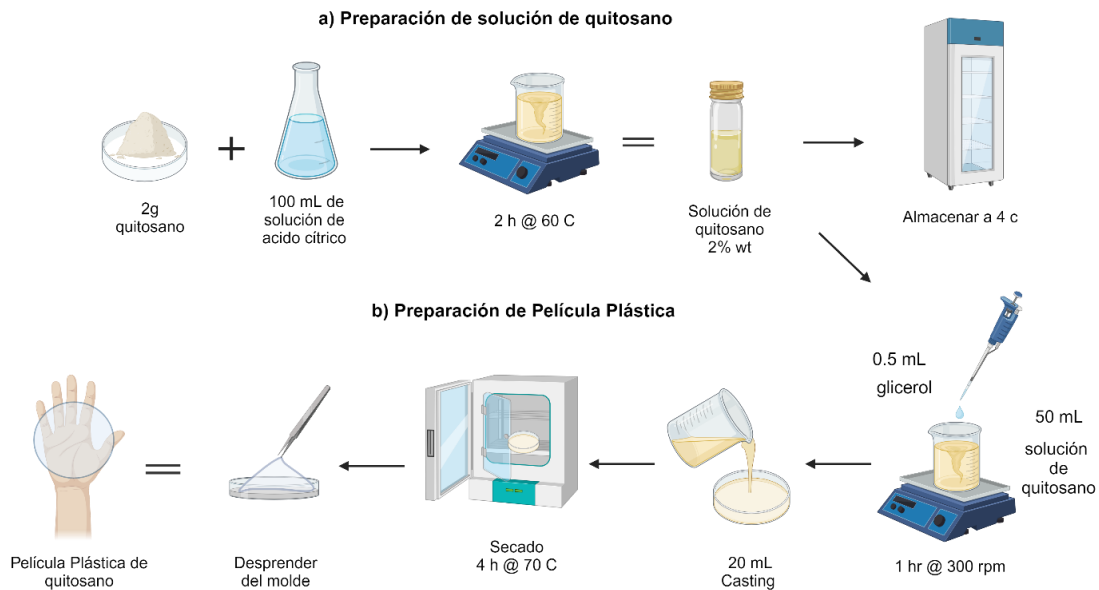 a) Preparación de solución de quitosano
2g
quitosano
100 mL de
solución de
acido cítrico
2 h @ 60 C
Solución de
quitosano
2% wt
Almacenar a 4 c
b) Preparación de Película Plástica
0.5 mL
glicerol
50 mL
solución
de
quitosano
1 hr @ 300 rpm
20 mL
Casting
Secado
4 h @ 70 C
Desprender
del molde
Película Plástica de
quitosano